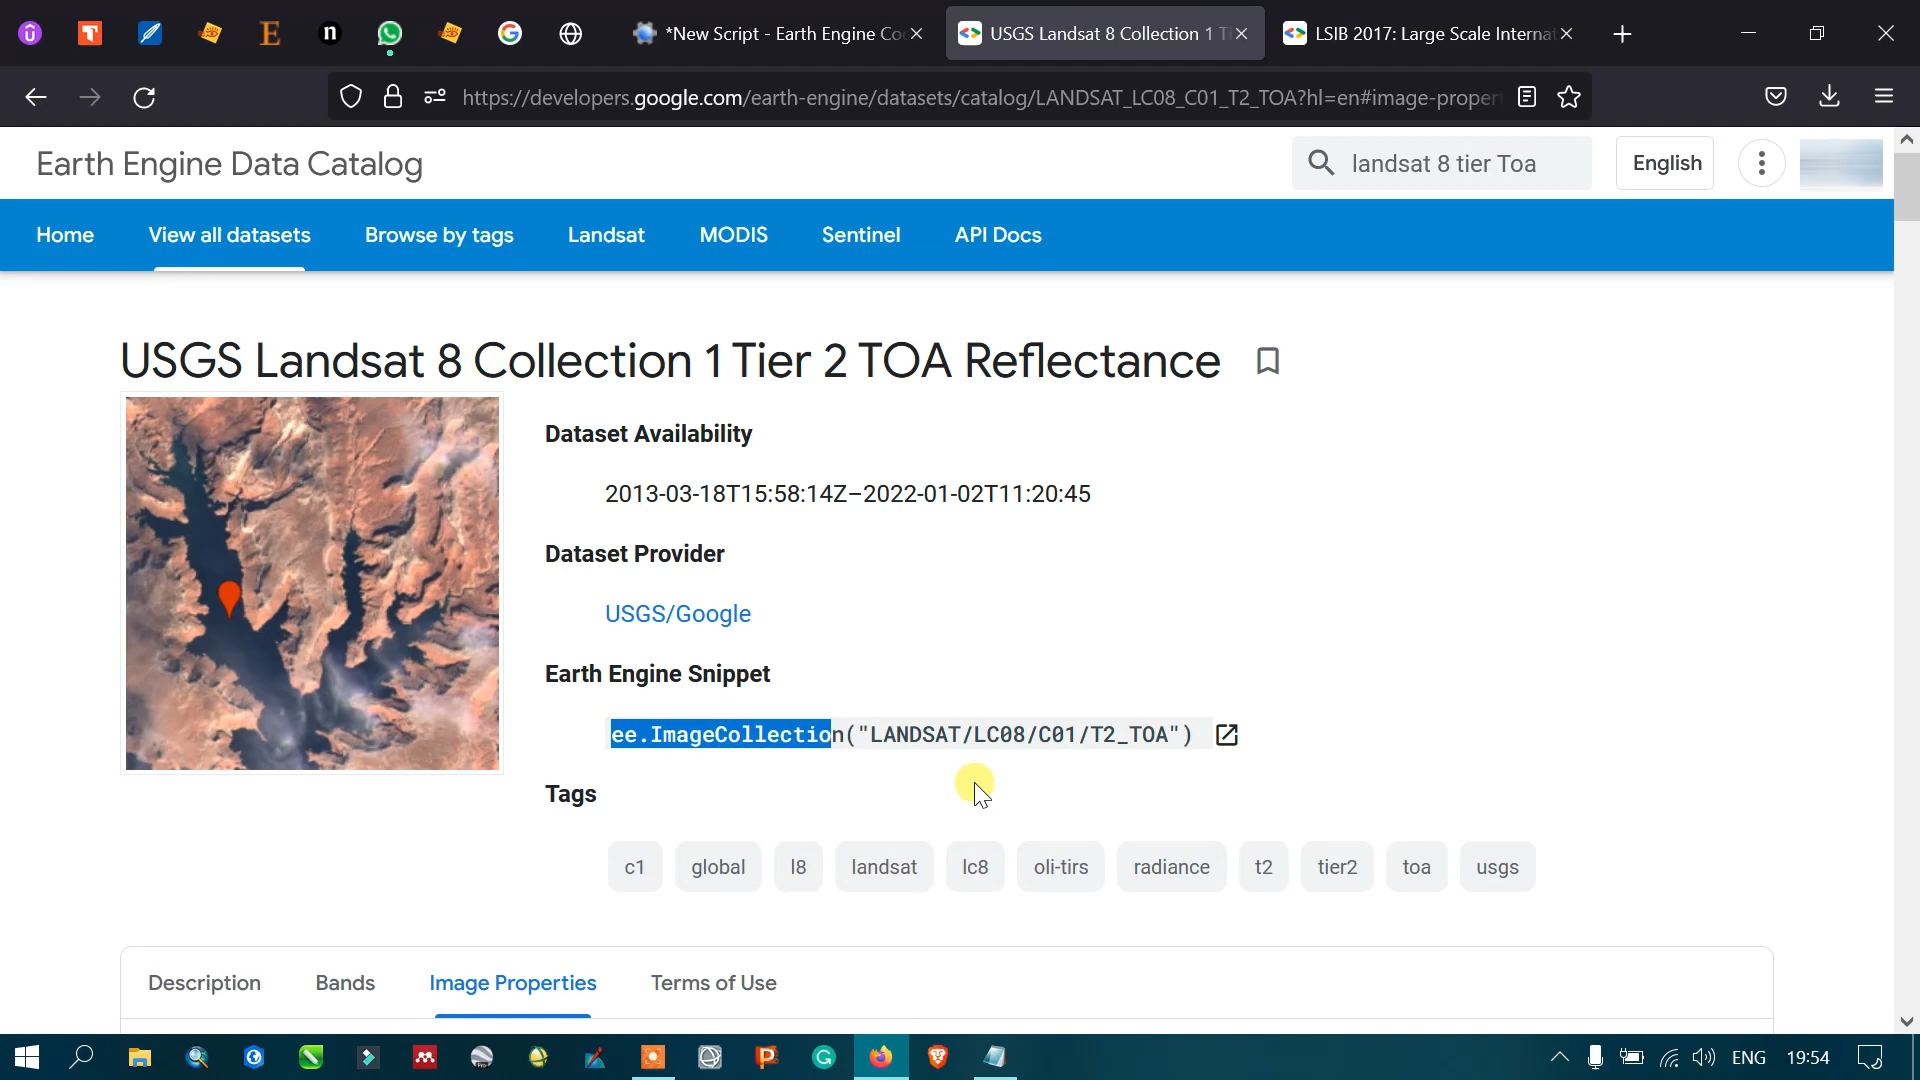 *New Script - Earth Engine Co
USGS Landsat 8 Collection 1 T
LSIB 2017: Large Scale Internat
https://developers.google.com/earth-engine/datasets/catalog/LANDSAT_LC08_C01_T2_TOA?hl=en#image-propert
Earth Engine Data Catalog
landsat 8 tier Toa
English
Home
View all datasets
Browse by tags
Landsat
MODIS
Sentinel
API Docs
USGS Landsat 8 Collection 1 Tier 2 TOA Reflectance
Dataset Availability
2013-03-18T15:58:14Z–2022-01-02T11:20:45
Dataset Provider
USGS/Google
Earth Engine Snippet
ee.ImageCollection("LANDSAT/LC08/C01/T2_TOA")
Tags
c1
global
l8
landsat
lc8
oli-tirs
radiance
t2
tier2
toa
usgs
Description
Bands
Image Properties
Terms of Use
ENG
19:54